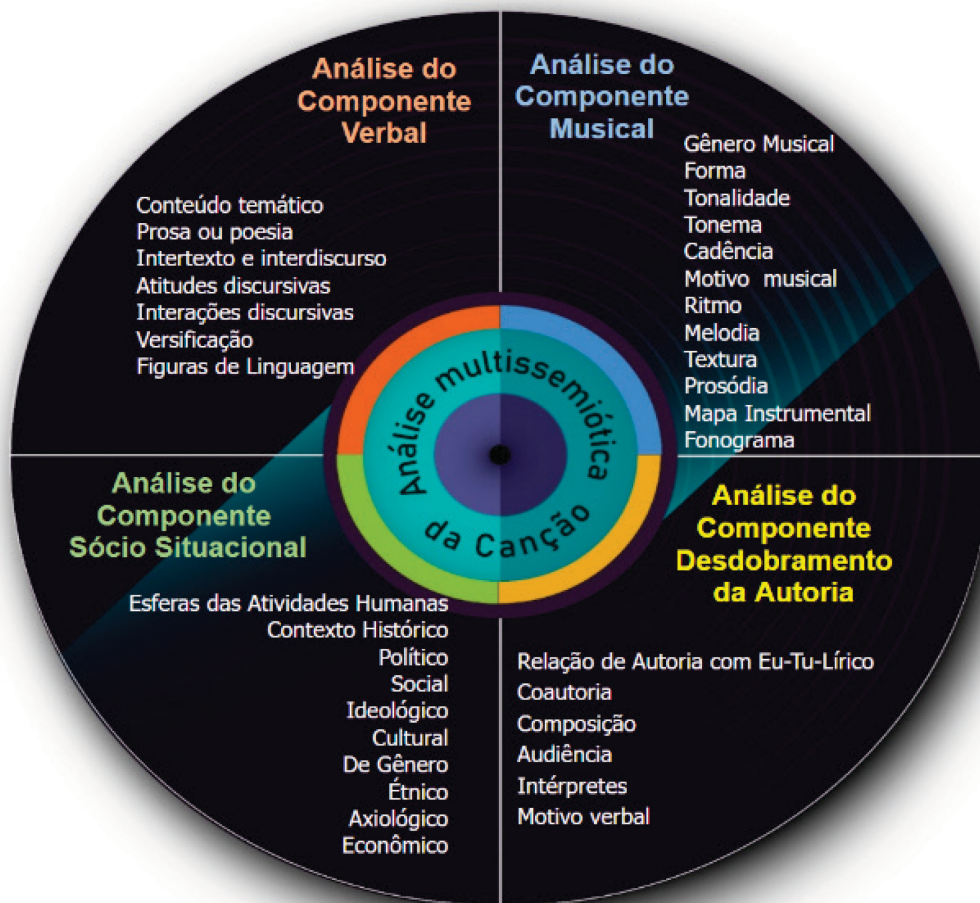 Análise do
Componente
Verbal
Conteúdo temático
Prosa ou poesia
Intertexto e interdiscurso
Atitudes discursivas
Interações discursivas
Versificação
Figuras de Linguagem
Análise do
Componente
Musical
Gênero Musical
Forma
Tonalidade
Tonema
Cadência
Motivo musical
Ritmo
Melodia
Textura
Prosódia
Mapa Instrumental
Fonograma
Análise multissemiótica
da Canção
Análise do
Componente
Sócio Situacional
Esferas das Atividades Humanas
Contexto Histórico
Político
Social
Ideológico
Cultural
De Gênero
Étnico
Axiológico
Econômico
Análise do
Componente
Desdobramento
da Autoria
Relação de Autoria com Eu-Tu-Lírico
Coautoria
Composição
Audiência
Intérpretes
Motivo verbal